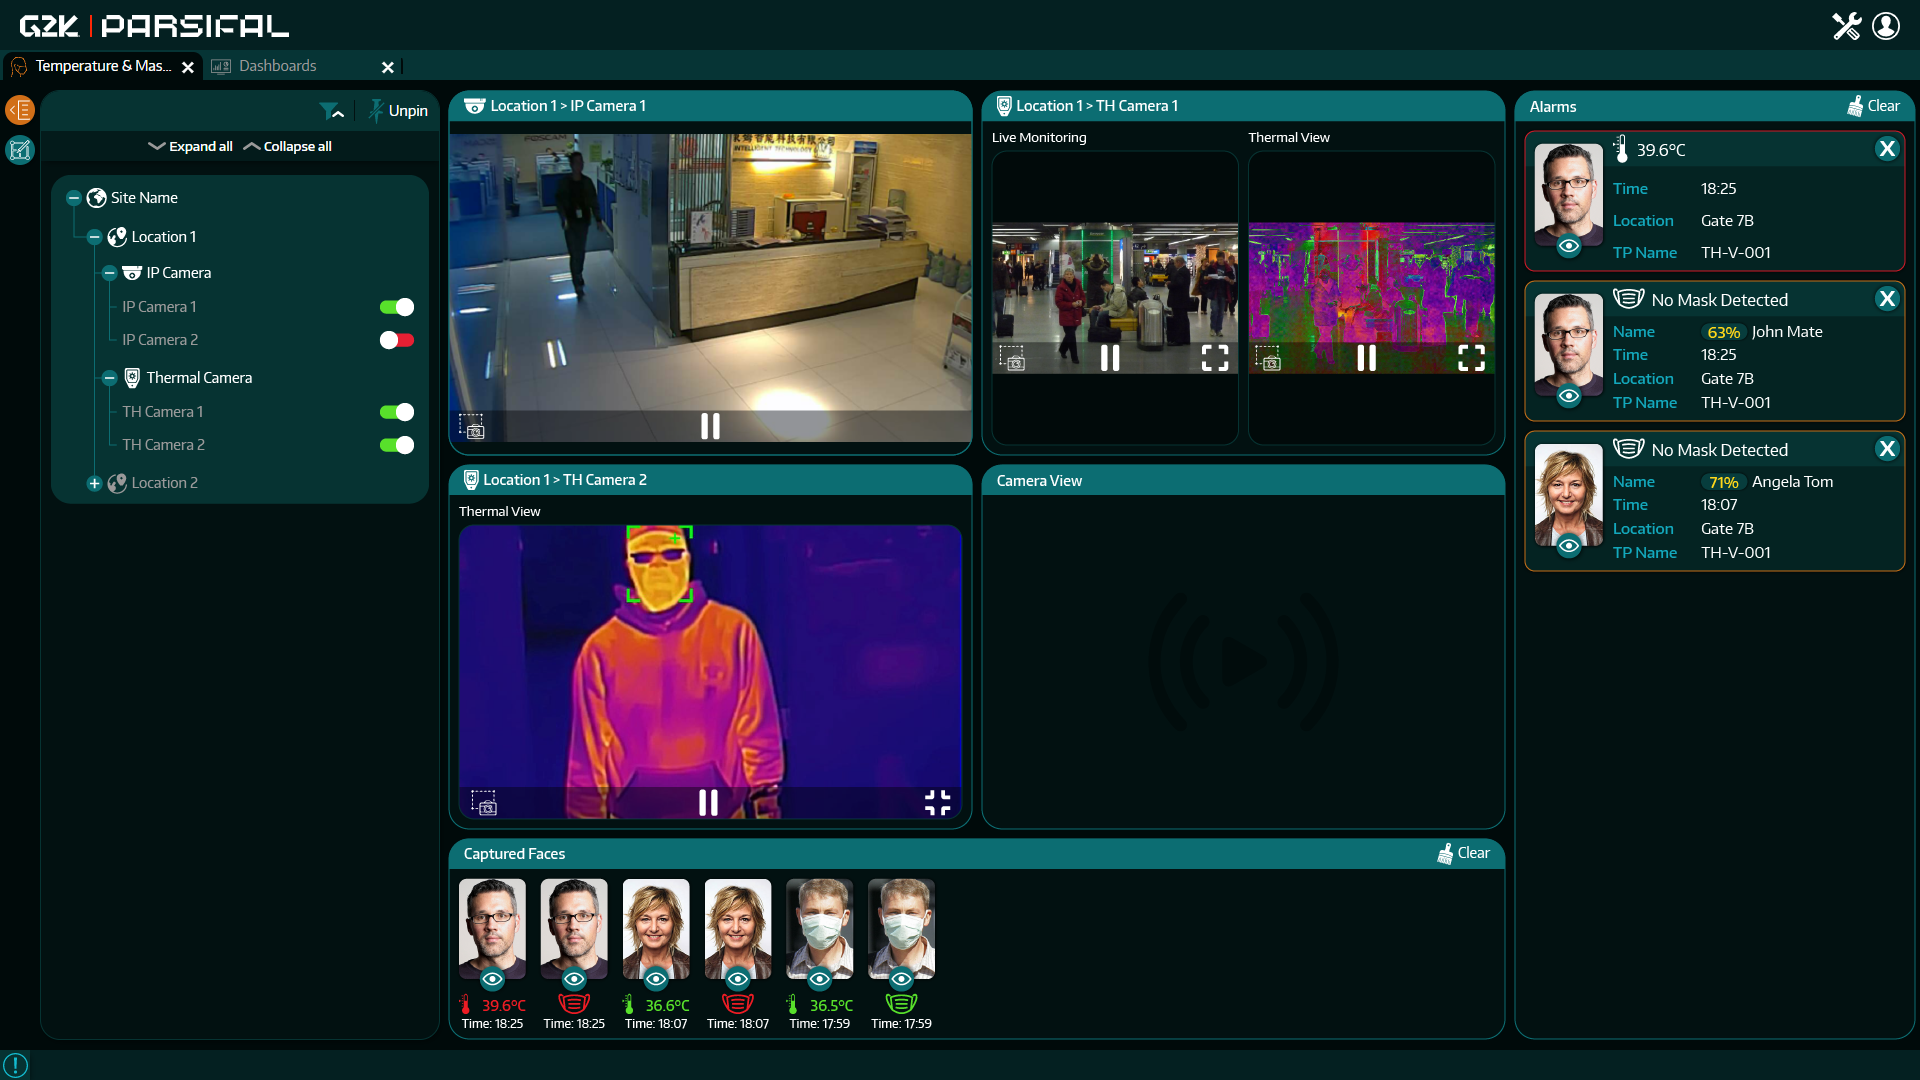 G2K | PARSIFAL
Temperature & Mas...
Dashboards
Unpin
Expand all
Collapse all
Site Name
Location 1
IP Camera
IP Camera 1
IP Camera 2
Thermal Camera
TH Camera 1
TH Camera 2
Location 2
Location 1 > IP Camera 1
INTELLIGENT TECHNOLOGY
Location 1 > TH Camera 1
Live Monitoring
Thermal View
Location 1 > TH Camera 2
Thermal View
Camera View
Captured Faces
Clear
39.6ºC
Time: 18:25
Time: 18:25
36.6ºC
Time: 18:07
Time: 18:07
36.5ºC
Time: 17:59
Time: 17:59
Alarms
Clear
39.6ºC
Time 18:25
Location Gate 7B
TP Name TH-V-001
No Mask Detected
Name 63% John Mate
Time 18:25
Location Gate 7B
TP Name TH-V-001
No Mask Detected
Name 71% Angela Tom
Time 18:07
Location Gate 7B
TP Name TH-V-001